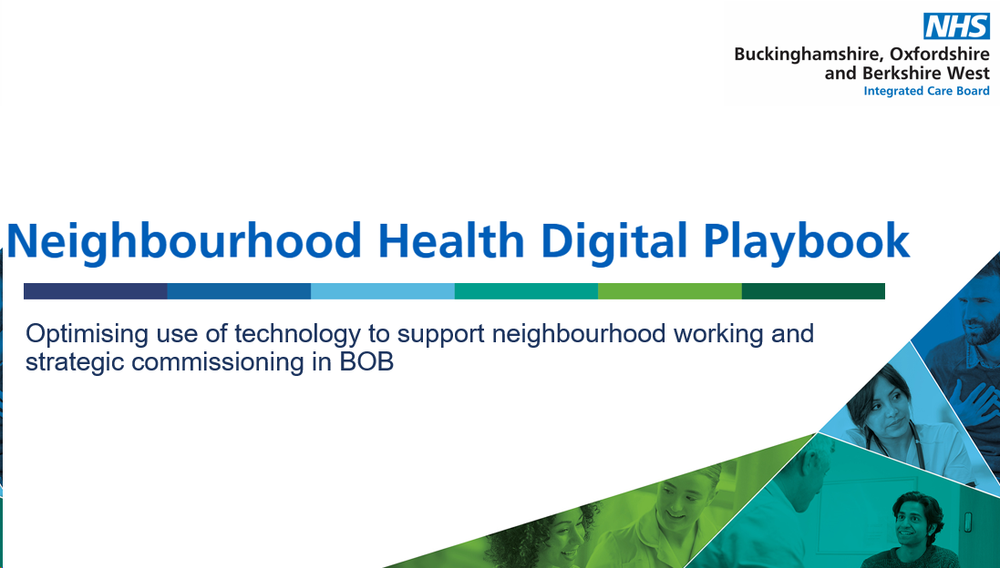 NHS
Buckinghamshire, Oxfordshire
and Berkshire West
Integrated Care Board
Neighbourhood Health Digital Playbook
Optimising use of technology to support neighbourhood working and
strategic commissioning in BOB